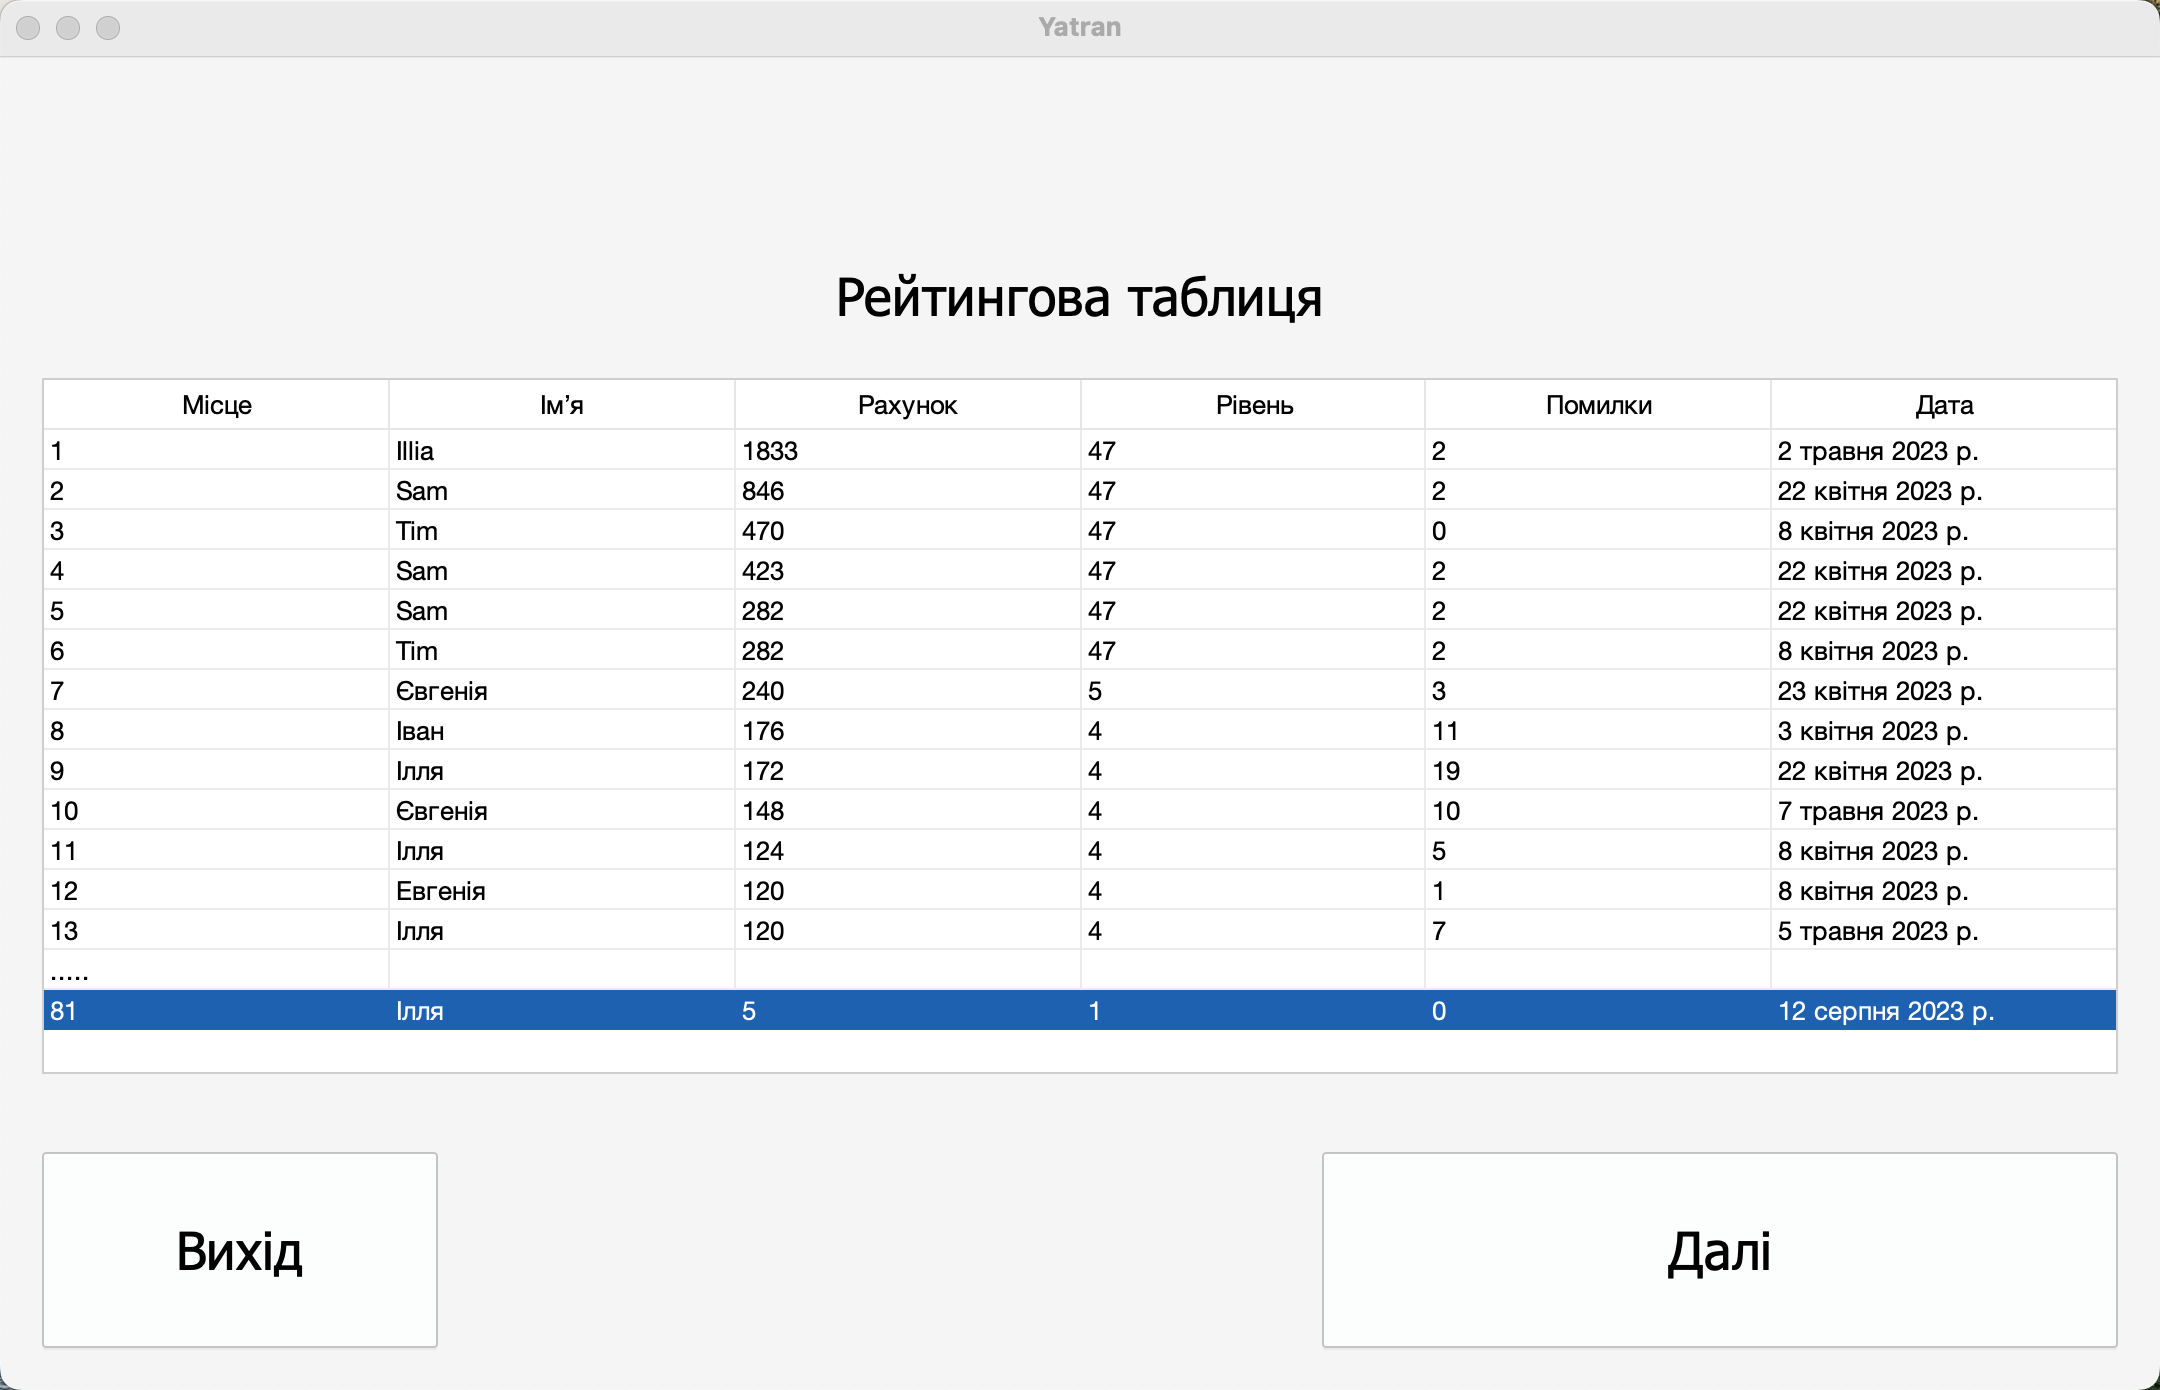 Yatran
Рейтингова таблиця
Місце Ім’я Рахунок Рівень Помилки Дата
1 Illia 1833 47 2 2 травня 2023 р.
2 Sam 846 47 2 22 квітня 2023 р.
3 Tim 470 47 0 8 квітня 2023 р.
4 Sam 423 47 2 22 квітня 2023 р.
5 Sam 282 47 2 22 квітня 2023 р.
6 Tim 282 47 2 8 квітня 2023 р.
7 Євгенія 240 5 3 23 квітня 2023 р.
8 Іван 176 4 11 3 квітня 2023 р.
9 Ілля 172 4 19 22 квітня 2023 р.
10 Євгенія 148 4 10 7 травня 2023 р.
11 Ілля 124 4 5 8 квітня 2023 р.
12 Евгенія 120 4 1 8 квітня 2023 р.
13 Ілля 120 4 7 5 травня 2023 р.
.....
81 Ілля 5 1 0 12 серпня 2023 р.
Вихід Далі